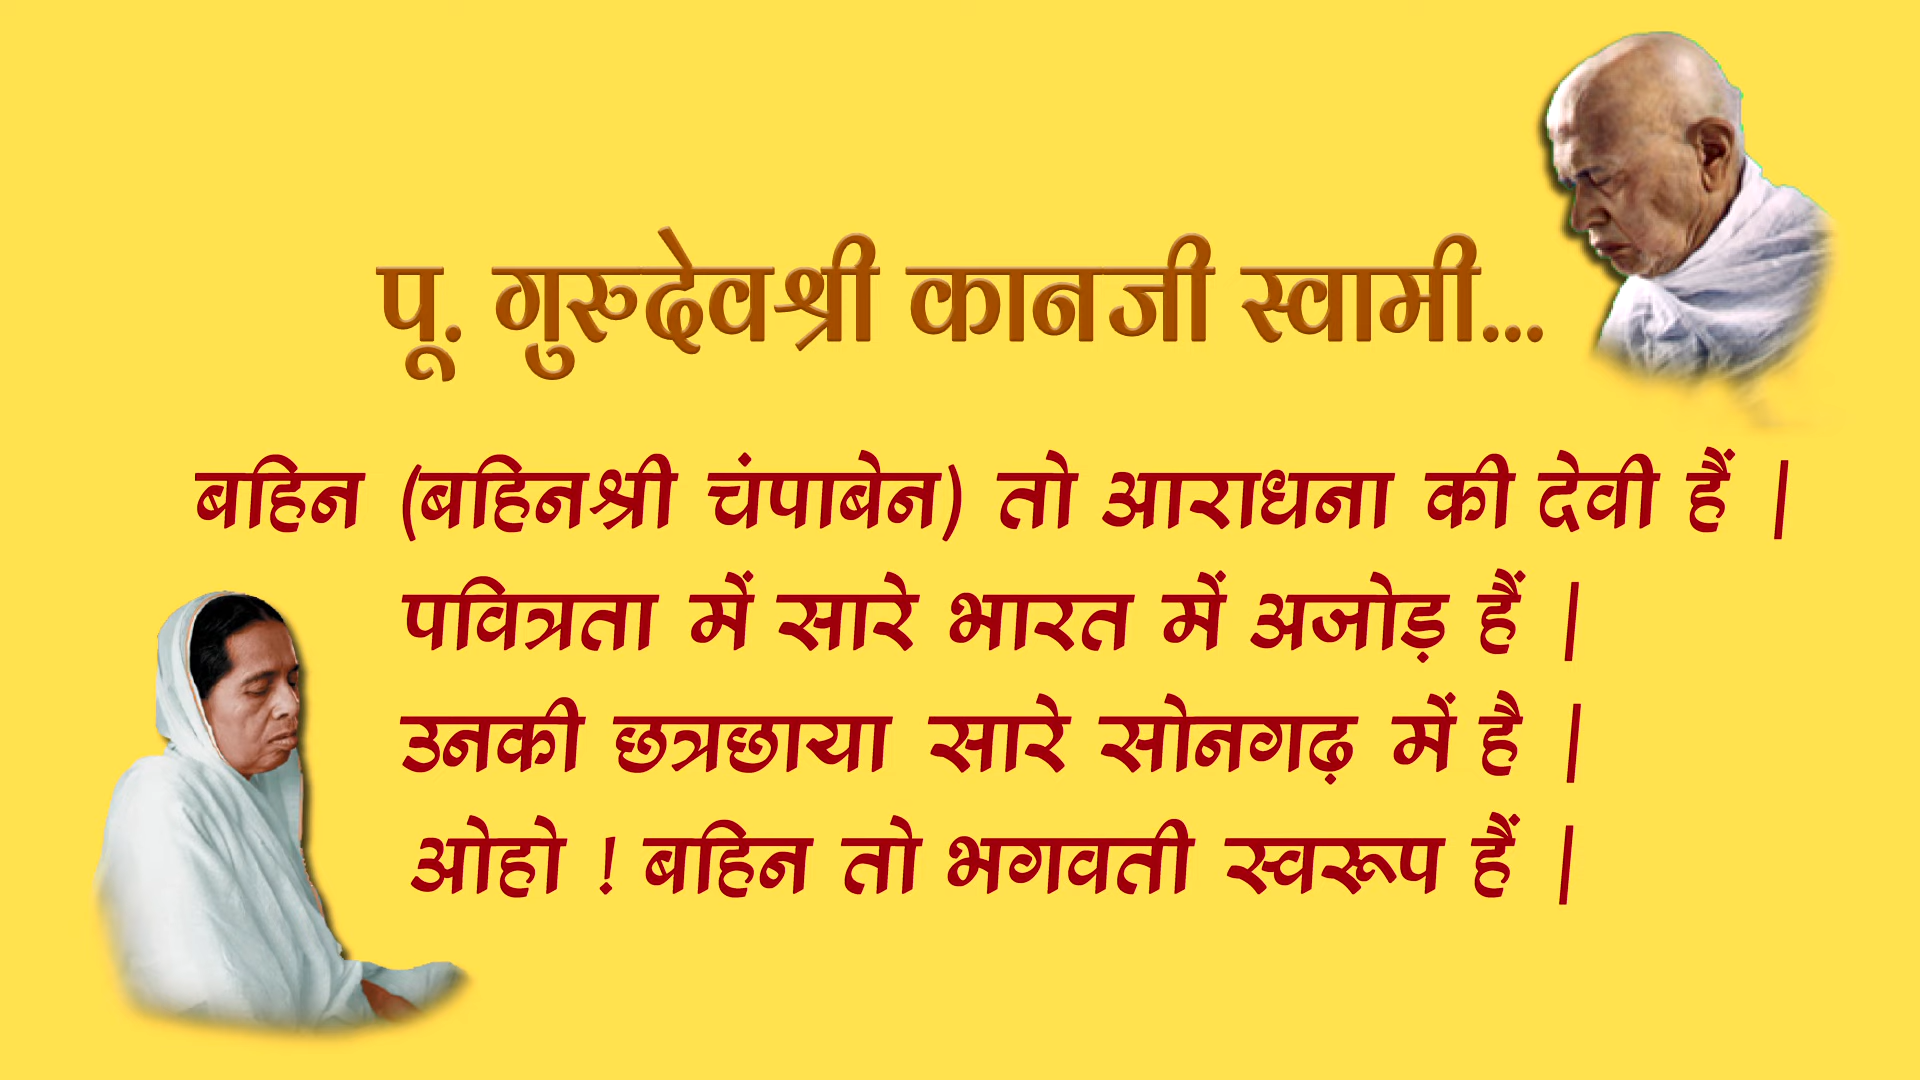 पू. गुरुदेवश्री कानजी स्वामी...
बहिन (बहिनश्री चंपाबेन) तो आराधना की देवी हैं |
पवित्रता में सारे भारत में अजोड़ हैं |
उनकी छत्रछाया सारे सोनगढ़ में है |
ओहो ! बहिन तो भगवती स्वरूप हैं |